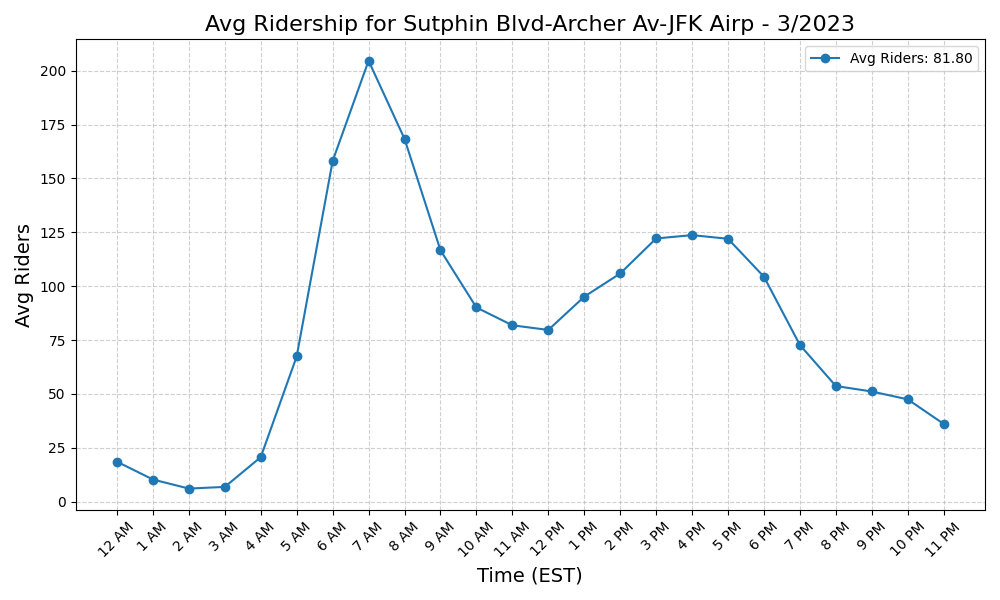 Avg Ridership for Sutphin Blvd-Archer Av-JFK Airp - 3/2023
Avg Riders: 81.80
200
175
150
125
100
75
50
25
0
Avg Riders
12 AM
1 AM
2 AM
3 AM
4 AM
5 AM
6 AM
7 AM
8 AM
9 AM
10 AM
11 AM
12 PM
1 PM
2 PM
3 PM
4 PM
5 PM
6 PM
7 PM
8 PM
9 PM
10 PM
11 PM
Time (EST)